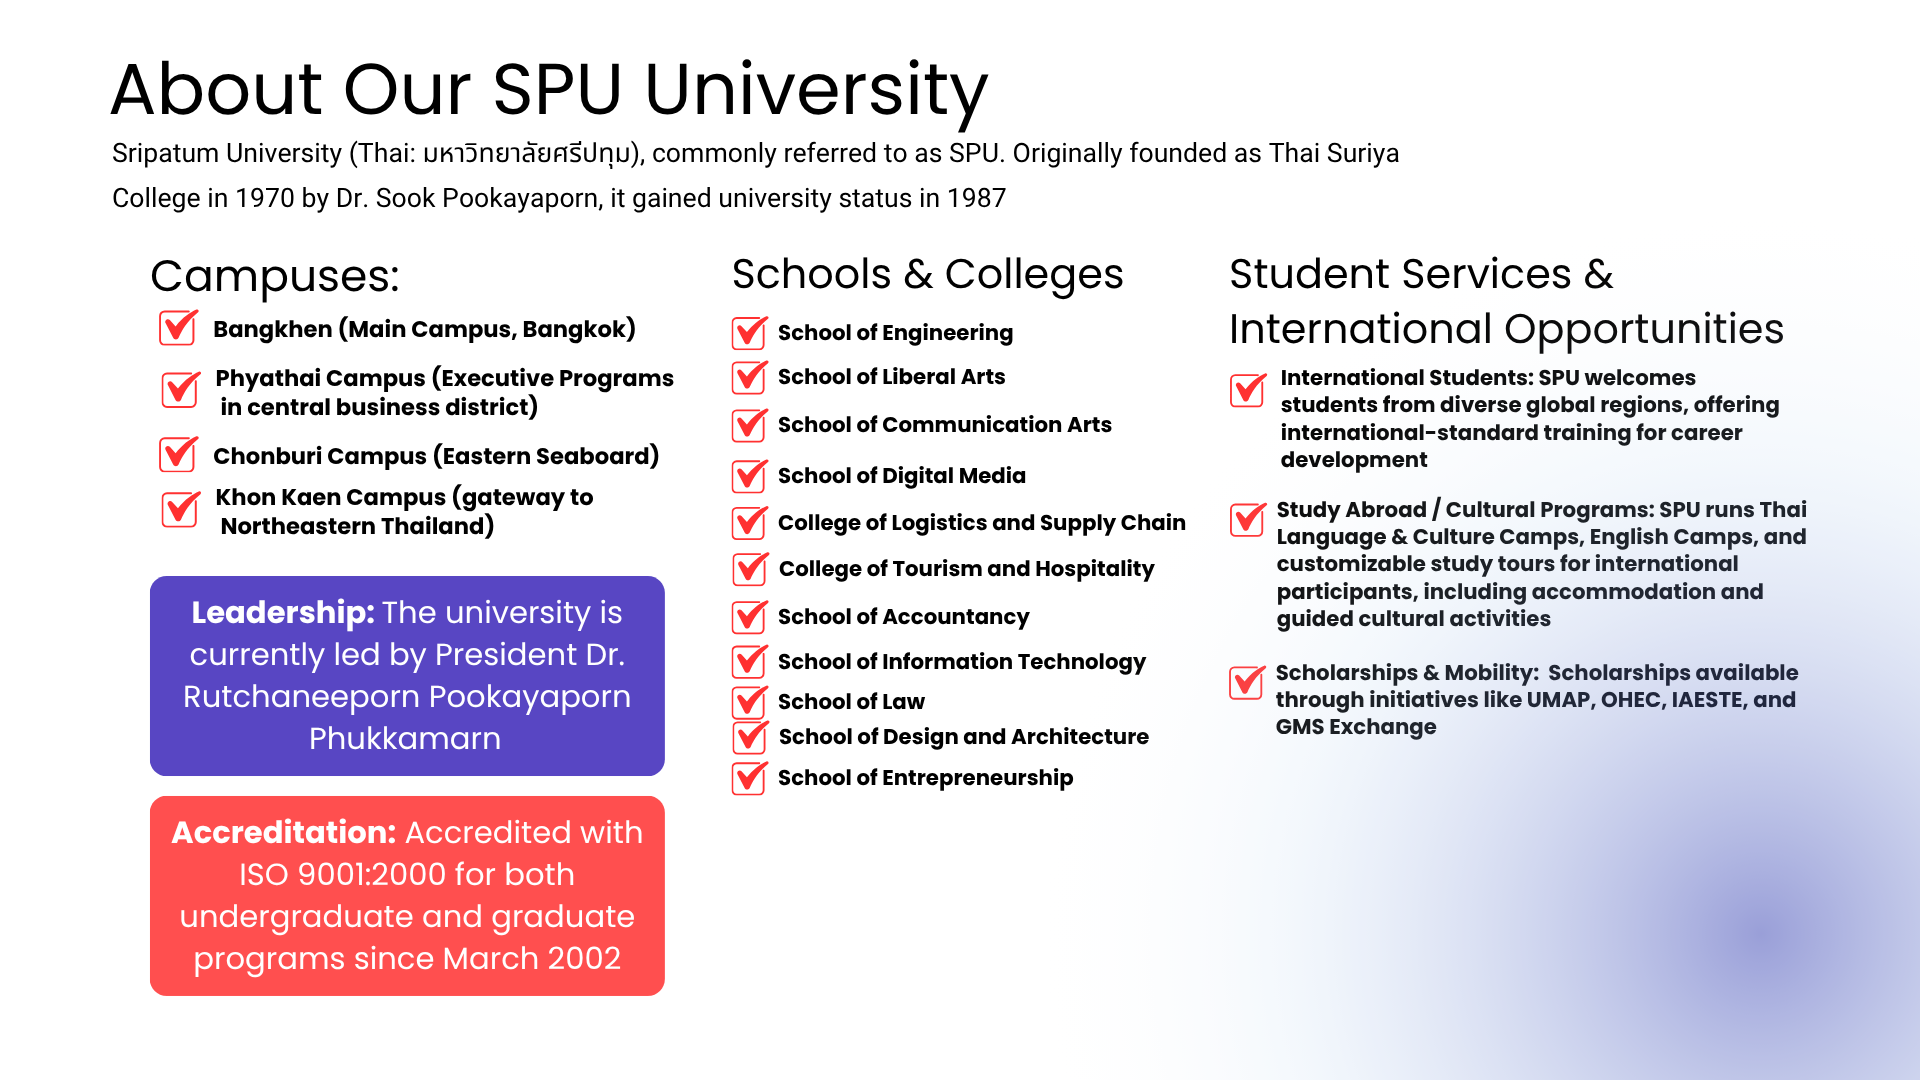 About Our SPU University
Sripatum University (Thai: มหาวิทยาลัยศรีปทุม), commonly referred to as SPU. Originally founded as Thai Suriya
College in 1970 by Dr. Sook Pookayaporn, it gained university status in 1987
Campuses:
Bangkhen (Main Campus, Bangkok)
Phyathai Campus (Executive Programs
in central business district)
Chonburi Campus (Eastern Seaboard)
Khon Kaen Campus (gateway to
Northeastern Thailand)
Leadership: The university is
currently led by President Dr.
Rutchaneeporn Pookayaporn
Phukkamarn
Accreditation: Accredited with
ISO 9001:2000 for both
undergraduate and graduate
programs since March 2002
Schools & Colleges
School of Engineering
School of Liberal Arts
School of Communication Arts
School of Digital Media
College of Logistics and Supply Chain
College of Tourism and Hospitality
School of Accountancy
School of Information Technology
School of Law
School of Design and Architecture
School of Entrepreneurship
Student Services &
International Opportunities
International Students: SPU welcomes
students from diverse global regions, offering
international-standard training for career
development
Study Abroad / Cultural Programs: SPU runs Thai
Language & Culture Camps, English Camps, and
customizable study tours for international
participants, including accommodation and
guided cultural activities
Scholarships & Mobility:  Scholarships available
through initiatives like UMAP, OHEC, IAESTE, and
GMS Exchange